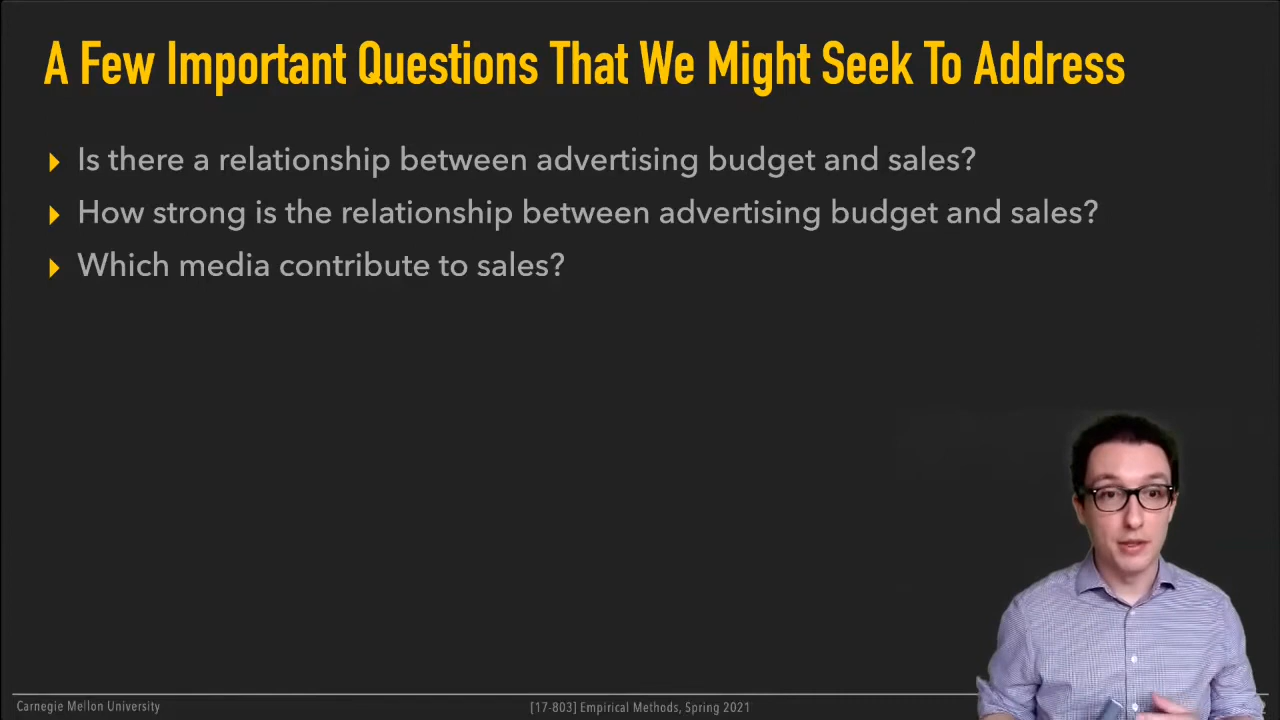 A Few Important Questions That We Might Seek To Address
Is there a relationship between advertising budget and sales?
How strong is the relationship between advertising budget and sales?
Which media contribute to sales?
Carnegie Mellon University
[17-803] Empirical Methods, Spring 2021